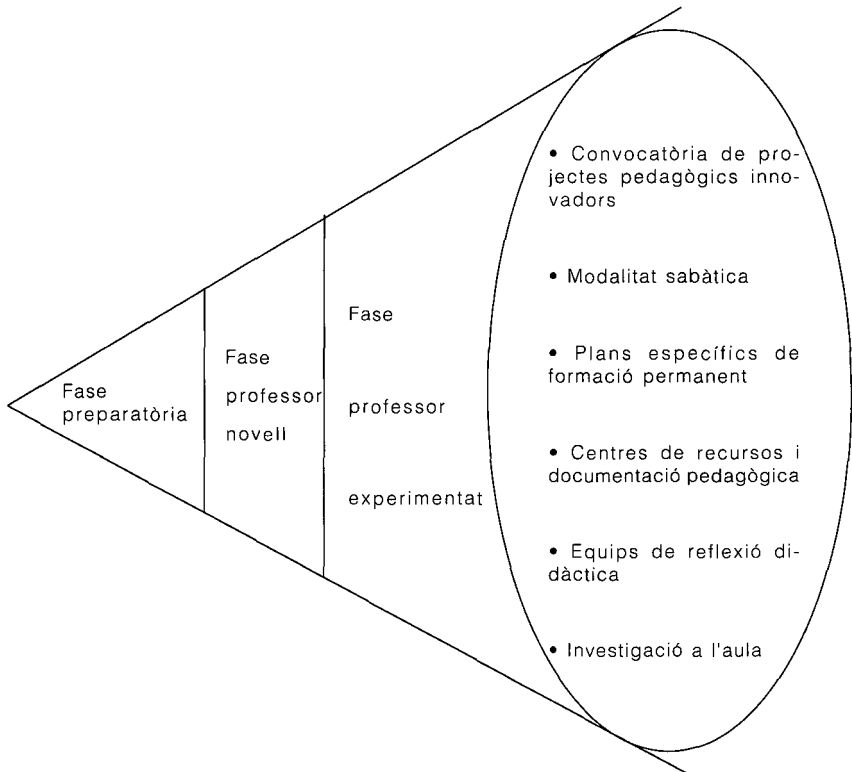 Fase
preparatòria
Fase
professor
novell
Fase
professor
experimentat
• Convocatòria de pro-
jectes pedagògics inno-
vadors
• Modalitat sabàtica
• Plans específics de
formació permanent
• Centres de recursos i
documentació pedagògica
• Equips de reflexió di-
dàctica
• Investigació a l'aula